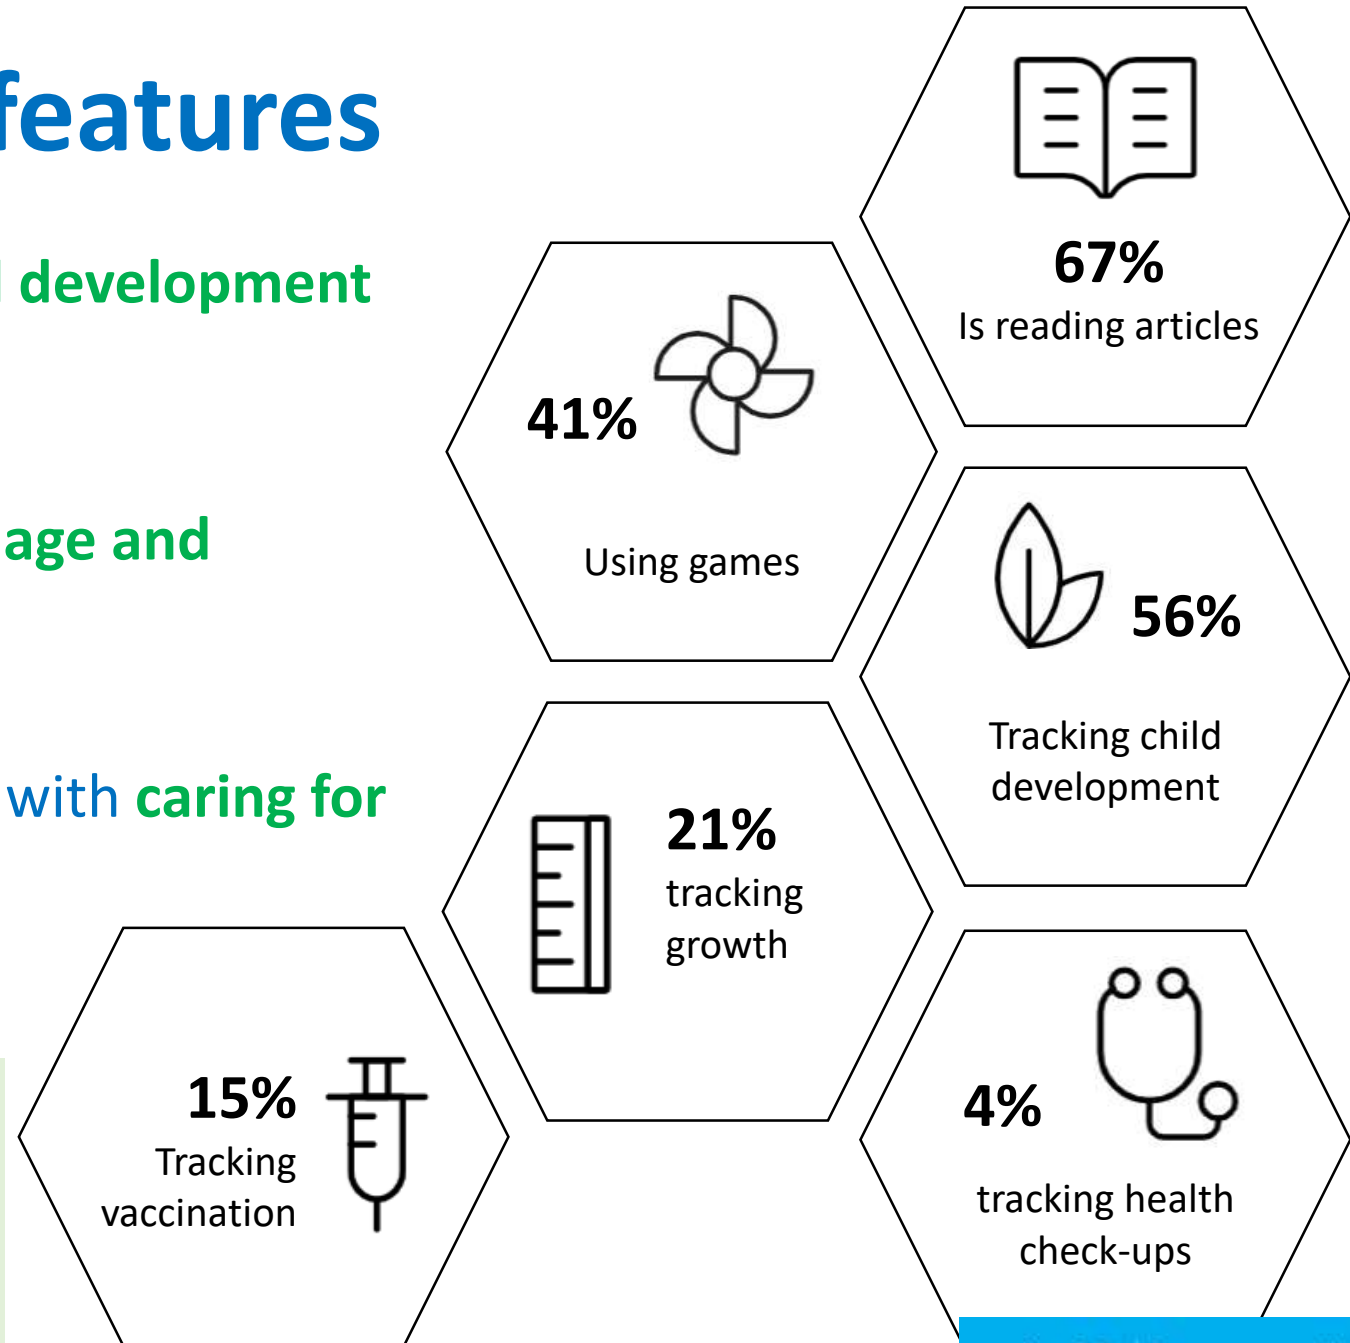 features
development
age and
with caring for
67%
Is reading articles
41%
Using games
56%
Tracking child
development
21%
tracking
growth
15%
Tracking
vaccination
4%
tracking health
check-ups